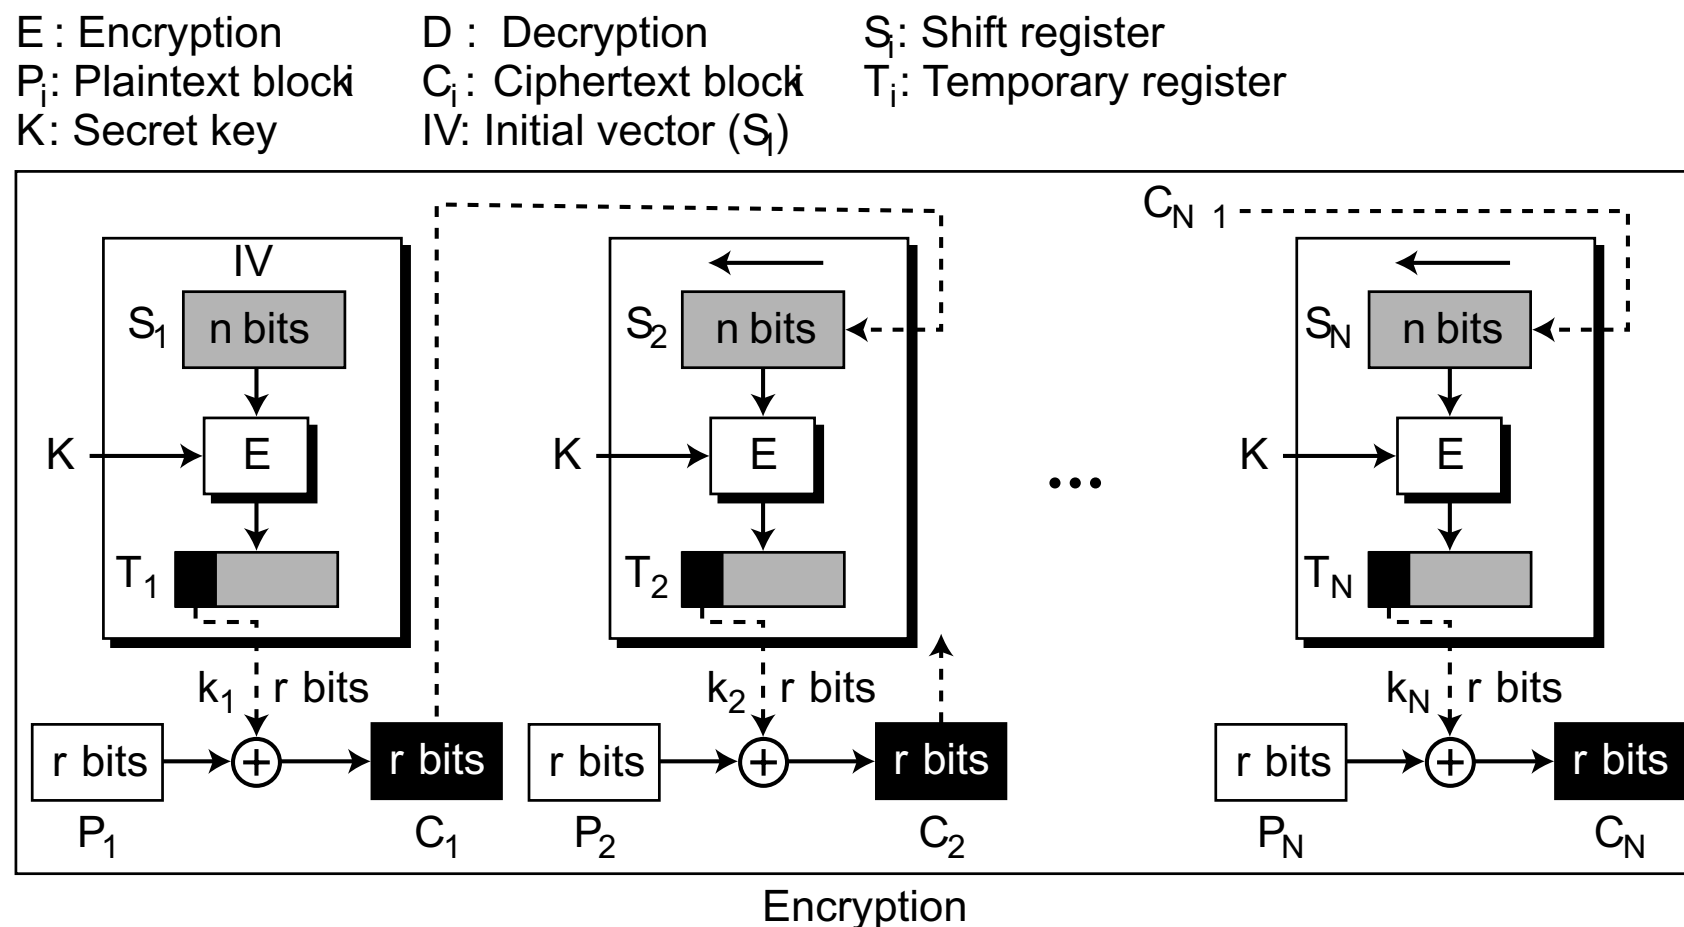 E : Encryption D : Decryption Si: Shift register
Pi: Plaintext block i Ci: Ciphertext block i Ti: Temporary register
K: Secret key IV: Initial vector (S1)
CN 1
IV
S1 n bits S2 n bits SN n bits
K E K E ... K E
T1 T2 TN
k1 r bits k2 r bits kN r bits
r bits + r bits r bits + r bits r bits + r bits
P1 C1 P2 C2 PN CN
Encryption